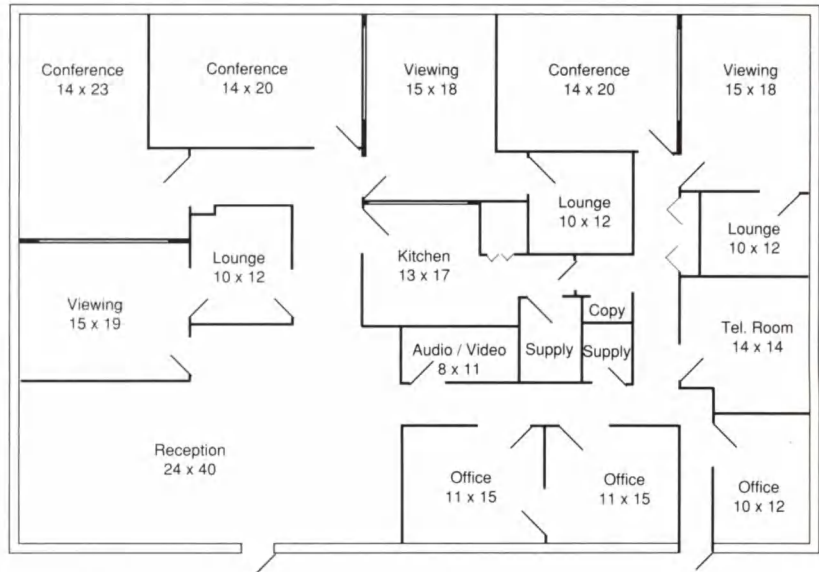 Conference
14 x 23
Conference
14 x 20
Viewing
15 x 18
Conference
14 x 20
Viewing
15 x 18
Lounge
10 x 12
Lounge
10 x 12
Lounge
10 x 12
Kitchen
13 x 17
Viewing
15 x 19
Copy
Audio / Video
8 x 11
Supply
Supply
Tel. Room
14 x 14
Reception
24 x 40
Office
11 x 15
Office
11 x 15
Office
10 x 12